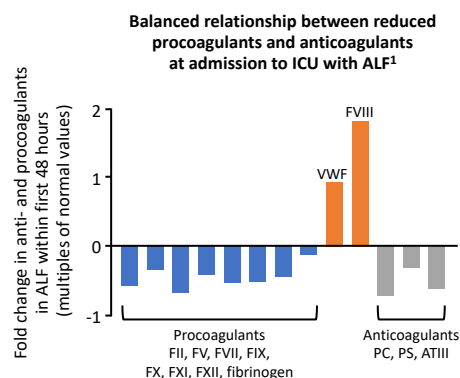 Balanced relationship between reduced
procoagulants and anticoagulants
at admission to ICU with ALF¹
Fold change in anti- and procoagulants
in ALF within first 48 hours
(multiples of normal values)
2
1
0
-1
VWF
FVIII
Procoagulants
FII, FV, FVII, FIX,
FX, FXI, FXII, fibrinogen
Anticoagulants
PC, PS, ATIII